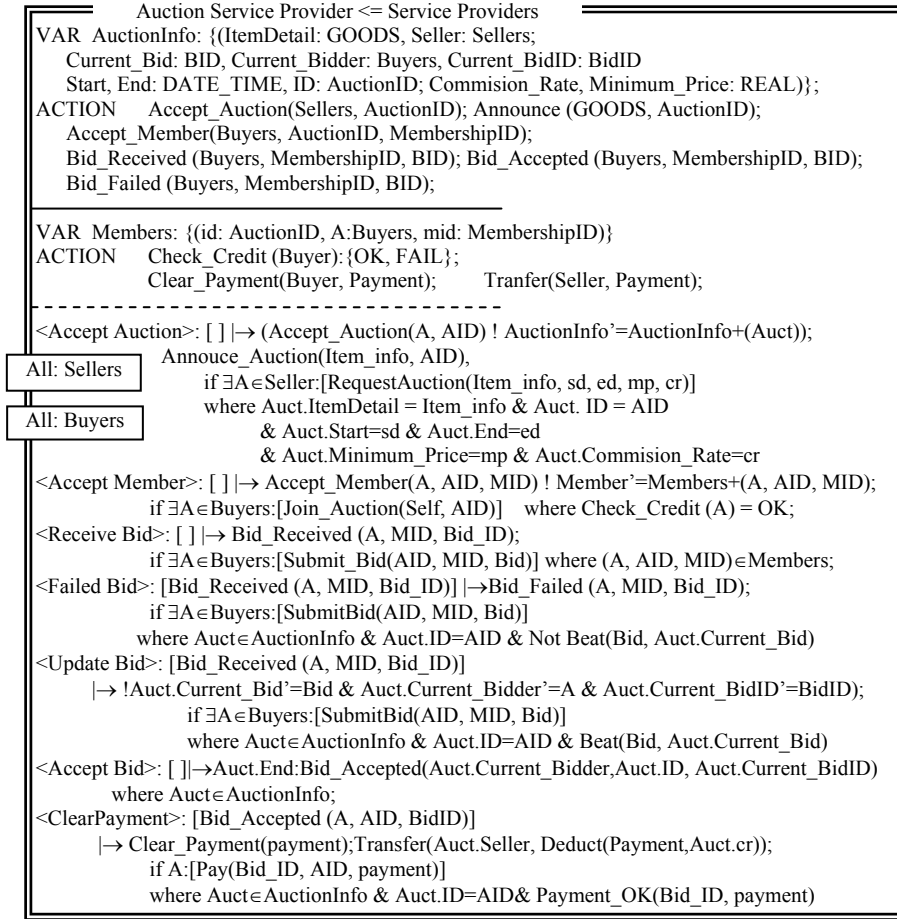 Auction Service Provider <= Service Providers
VAR AuctionInfo: {(ItemDetail: GOODS, Seller: Sellers;
Current_Bid: BID, Current_Bidder: Buyers, Current_BidID: BidID
Start, End: DATE_TIME, ID: AuctionID; Commision_Rate, Minimum_Price: REAL)};
ACTION Accept_Auction(Sellers, AuctionID); Announce (GOODS, AuctionID);
Accept_Member(Buyers, AuctionID, MembershipID);
Bid_Received (Buyers, MembershipID, BID); Bid_Accepted (Buyers, MembershipID, BID);
Bid_Failed (Buyers, MembershipID, BID);
VAR Members: {(id: AuctionID, A:Buyers, mid: MembershipID)}
ACTION Check_Credit (Buyer):{OK, FAIL};
Clear_Payment(Buyer, Payment); Tranfer(Seller, Payment);
<Accept Auction>: [ ] |→ (Accept_Auction(A, AID) ! AuctionInfo’=AuctionInfo+(Auct));
Annouce_Auction(Item_info, AID),
All: Sellers
if ∃A∈Seller:[RequestAuction(Item_info, sd, ed, mp, cr)]
where Auct.ItemDetail = Item_info & Auct. ID = AID
All: Buyers
& Auct.Start=sd & Auct.End=ed
& Auct.Minimum_Price=mp & Auct.Commision_Rate=cr
<Accept Member>: [ ] |→ Accept_Member(A, AID, MID) ! Member’=Members+(A, AID, MID);
if ∃A∈Buyers:[Join_Auction(Self, AID)] where Check_Credit (A) = OK;
<Receive Bid>: [ ] |→ Bid_Received (A, MID, Bid_ID);
if ∃A∈Buyers:[Submit_Bid(AID, MID, Bid)] where (A, AID, MID)∈Members;
<Failed Bid>: [Bid_Received (A, MID, Bid_ID)] |→Bid_Failed (A, MID, Bid_ID);
if ∃A∈Buyers:[SubmitBid(AID, MID, Bid)]
where Auct∈AuctionInfo & Auct.ID=AID & Not Beat(Bid, Auct.Current_Bid)
<Update Bid>: [Bid_Received (A, MID, Bid_ID)]
|→ !Auct.Current_Bid’=Bid & Auct.Current_Bidder’=A & Auct.Current_BidID’=BidID);
if ∃A∈Buyers:[SubmitBid(AID, MID, Bid)]
where Auct∈AuctionInfo & Auct.ID=AID & Beat(Bid, Auct.Current_Bid)
<Accept Bid>: [ ]|→Auct.End:Bid_Accepted(Auct.Current_Bidder,Auct.ID, Auct.Current_BidID)
where Auct∈AuctionInfo;
<ClearPayment>: [Bid_Accepted (A, AID, BidID)]
|→ Clear_Payment(payment);Transfer(Auct.Seller, Deduct(Payment,Auct.cr));
if A:[Pay(Bid_ID, AID, payment)]
where Auct∈AuctionInfo & Auct.ID=AID& Payment_OK(Bid_ID, payment)